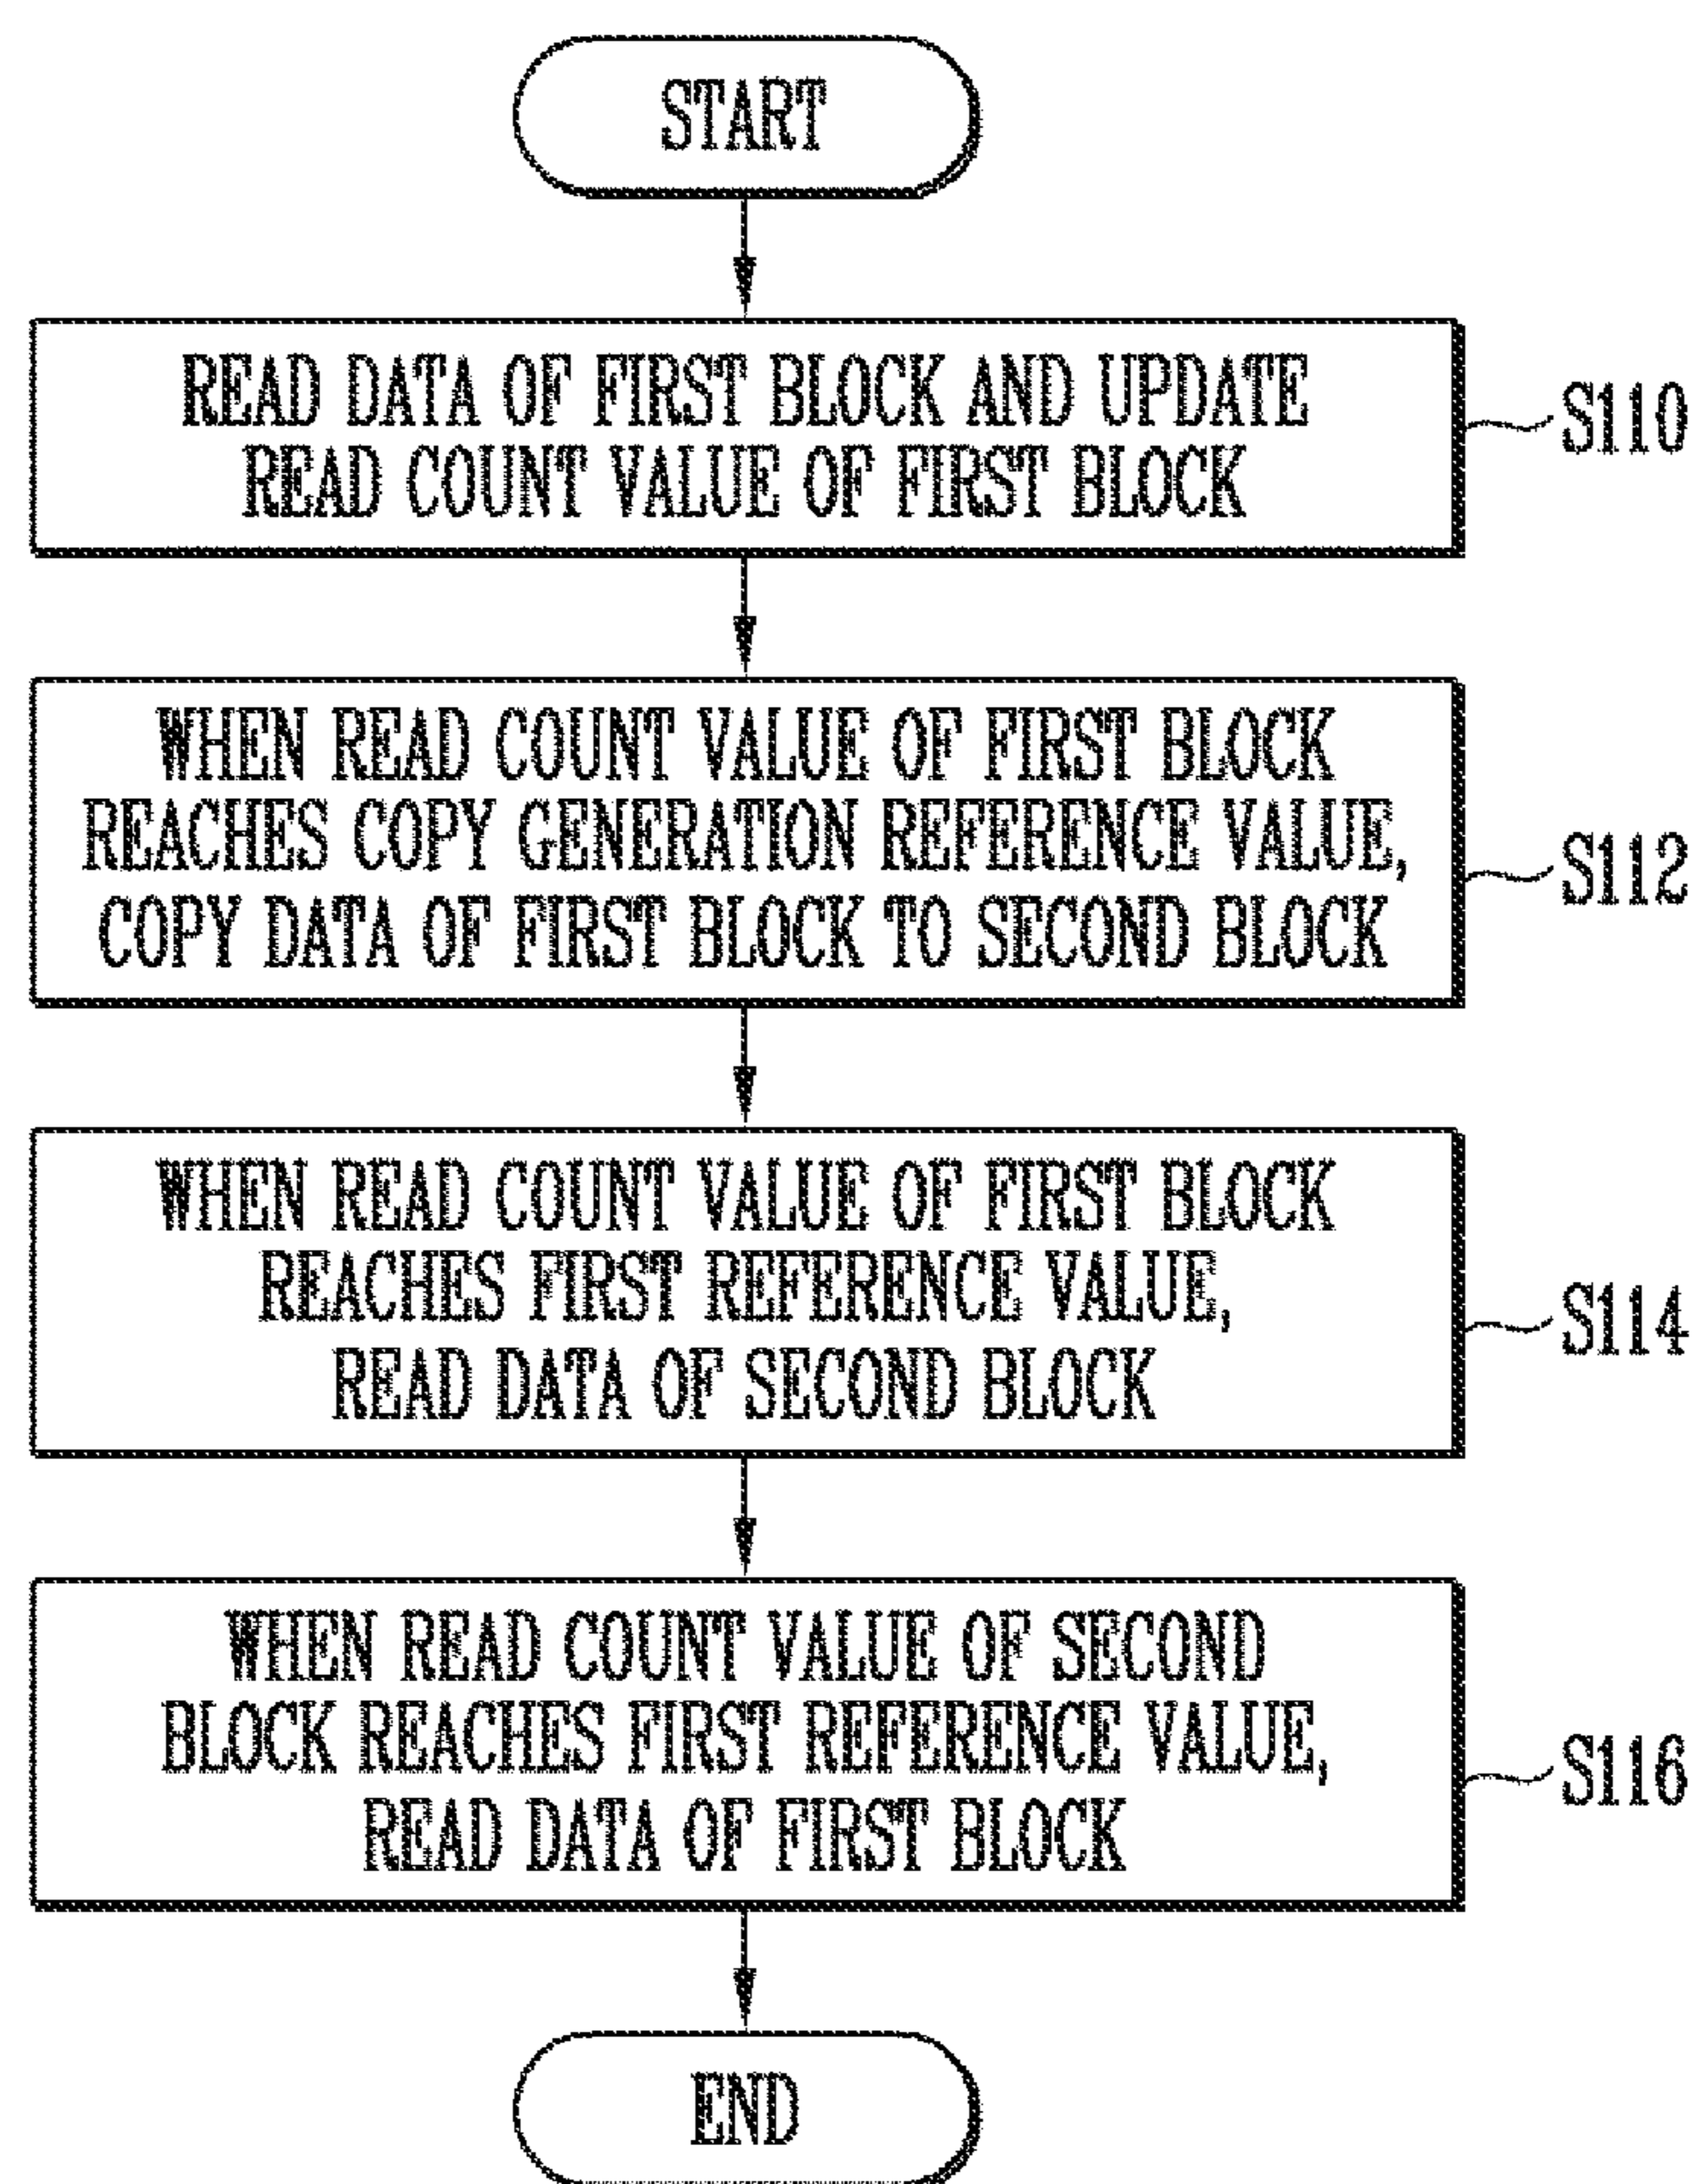 START
READ DATA OF FIRST BLOCK AND UPDATE
READ COUNT VALUE OF FIRST BLOCK
S110
WHEN READ COUNT VALUE OF FIRST BLOCK
REACHES COPY GENERATION REFERENCE VALUE,
COPY DATA OF FIRST BLOCK TO SECOND BLOCK
S112
WHEN READ COUNT VALUE OF FIRST BLOCK
REACHES FIRST REFERENCE VALUE,
READ DATA OF SECOND BLOCK
S114
WHEN READ COUNT VALUE OF SECOND
BLOCK REACHES FIRST REFERENCE VALUE,
READ DATA OF FIRST BLOCK
S116
END